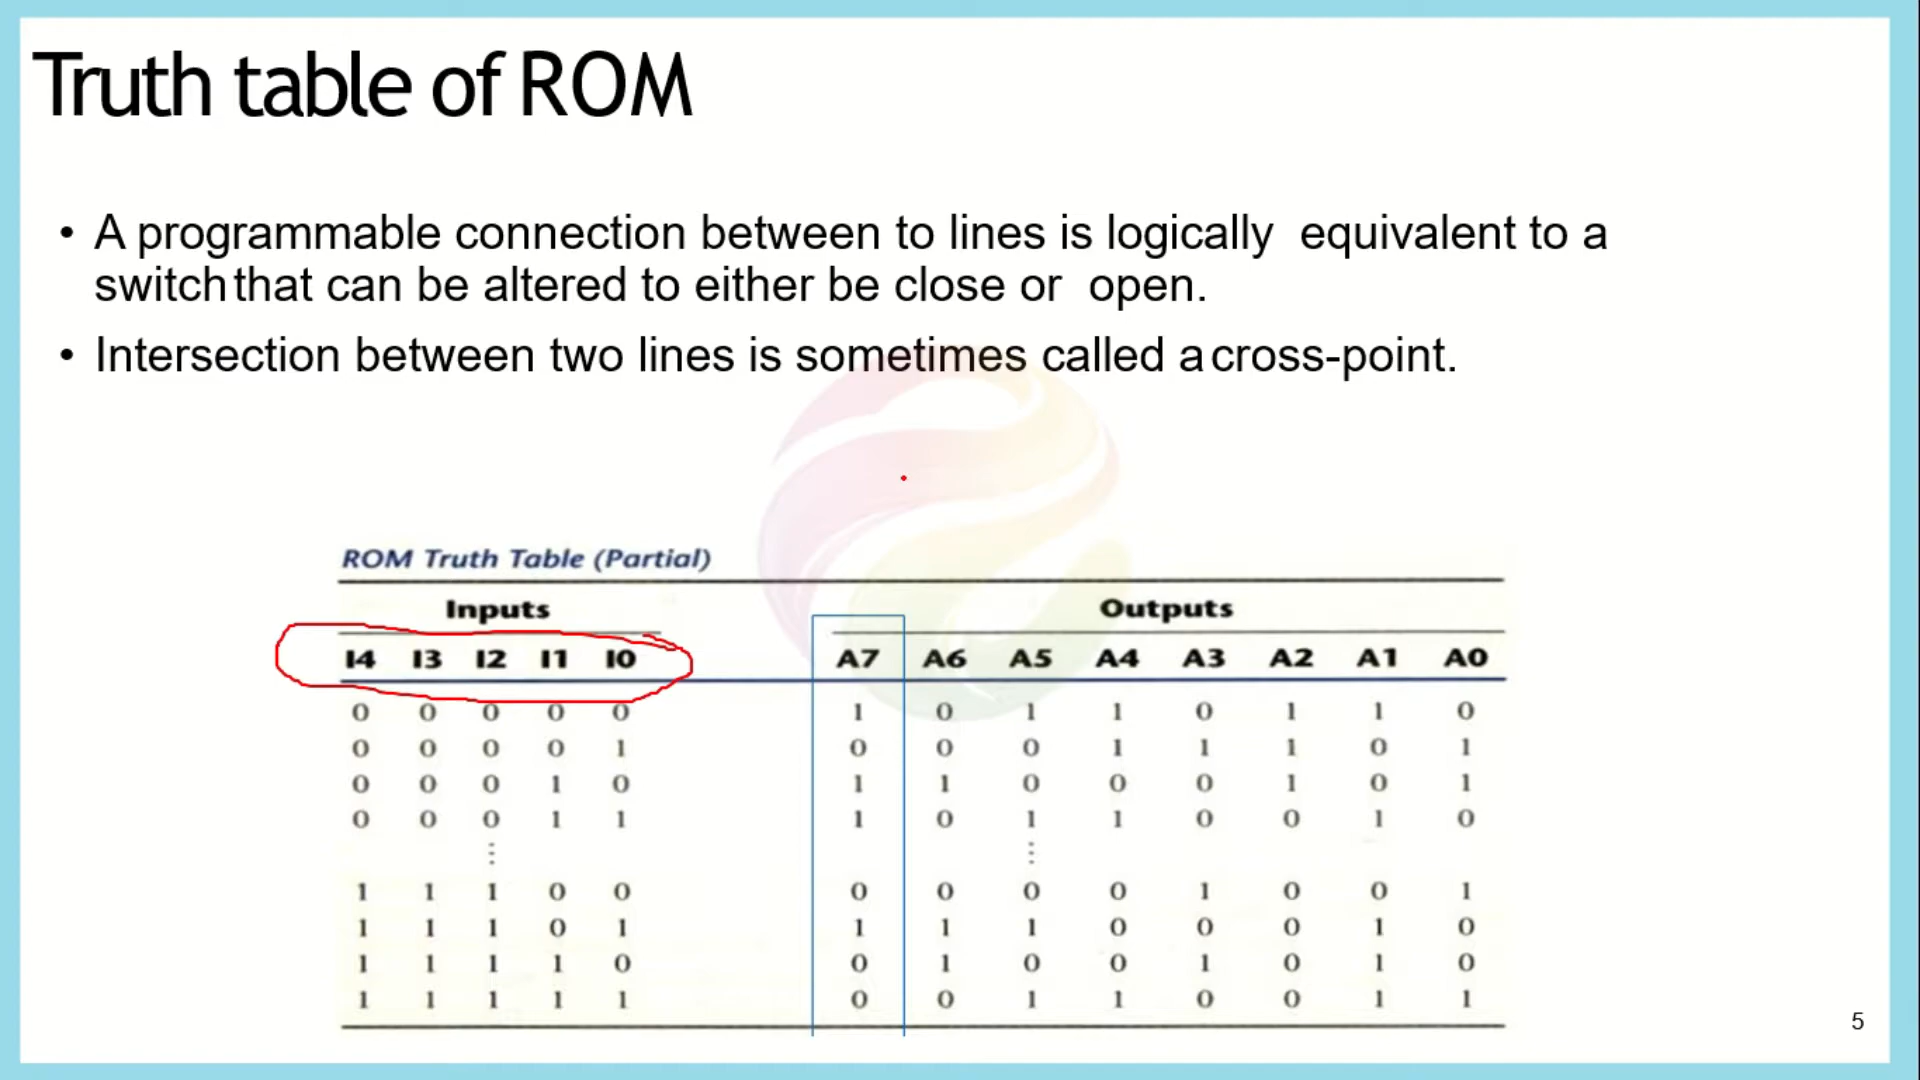 Truth table of ROM
• A programmable connection between to lines is logically equivalent to a
switch that can be altered to either be close or open.
• Intersection between two lines is sometimes called a cross-point.
ROM Truth Table (Partial)
Inputs Outputs
I4 I3 I2 I1 I0 A7 A6 A5 A4 A3 A2 A1 A0
0 0 0 0 0 1 0 1 1 0 1 1 0
0 0 0 0 1 0 0 0 1 1 1 0 1
0 0 0 1 0 1 1 0 0 0 1 0 1
0 0 0 1 1 1 0 1 1 0 0 1 0
⋮ ⋮
1 1 1 0 0 0 0 0 0 1 0 0 1
1 1 1 0 1 1 1 1 0 0 0 1 0
1 1 1 1 0 0 1 0 0 1 0 1 0
1 1 1 1 1 0 0 1 1 0 0 1 1
5